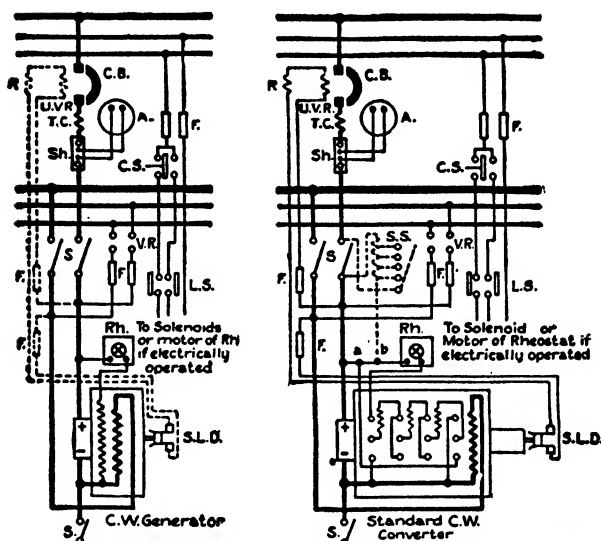 C.B.
R
U.V.R.
T.C.
A.
F.
Sh.
C.S.
S
V.R.
F.
F.
L.S.
F.
Rh.
To Solenoids
or motor of Rh
if electrically
operated
+
-
S.L.D.
S.
C.W. Generator
C.B.
R
U.V.R.
T.C.
A.
F.
Sh.
C.S.
S
S.S.
V.R.
F.
F.
L.S.
F.
Rh.
a
b
To Solenoid or
Motor of Rheostat if
electrically operated
+
-
S.L.D.
S.
Standard C.W.
Converter